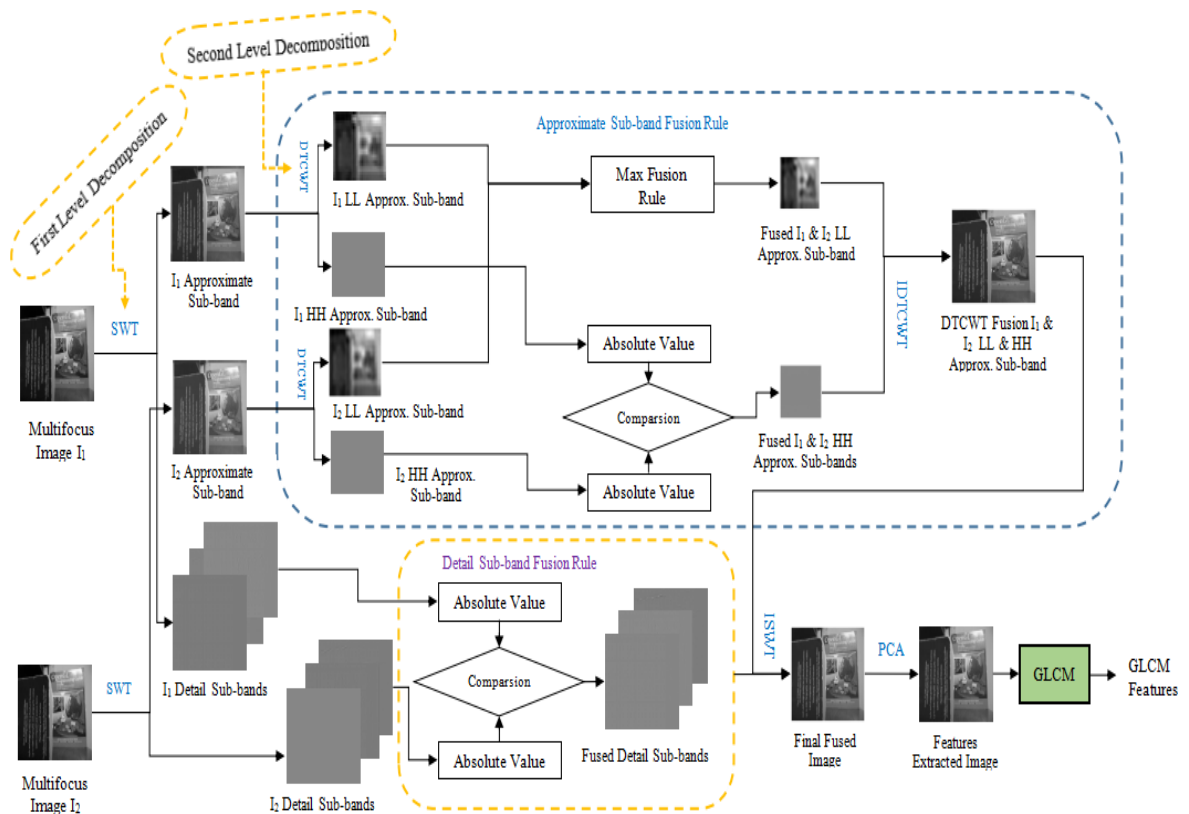 Second Level Decomposition
First Level Decomposition
Approximate Sub-band Fusion Rule
DTCWT
I₁ LL Approx. Sub-band
Max Fusion
Rule
Fused I₁ & I₂ LL
Approx. Sub-band
I₁ Approximate
Sub-band
SWT
I₁ HH Approx. Sub-band
IDTCWT
DTCWT Fusion I₁ &
I₂ LL & HH
Approx. Sub-band
Absolute Value
DTCWT
I₂ LL Approx. Sub-band
Comparsion
Multifocus
Image I₁
I₂ Approximate
Sub-band
I₂ HH Approx.
Sub-band
Fused I₁ & I₂ HH
Approx. Sub-bands
Absolute Value
Detail Sub-band Fusion Rule
Absolute Value
ISWT
PCA
SWT
I₁ Detail Sub-bands
Comparsion
GLCM
GLCM
Features
Absolute Value
Fused Detail Sub-bands
Final Fused
Image
Features
Extracted Image
Multifocus
Image I₂
I₂ Detail Sub-bands